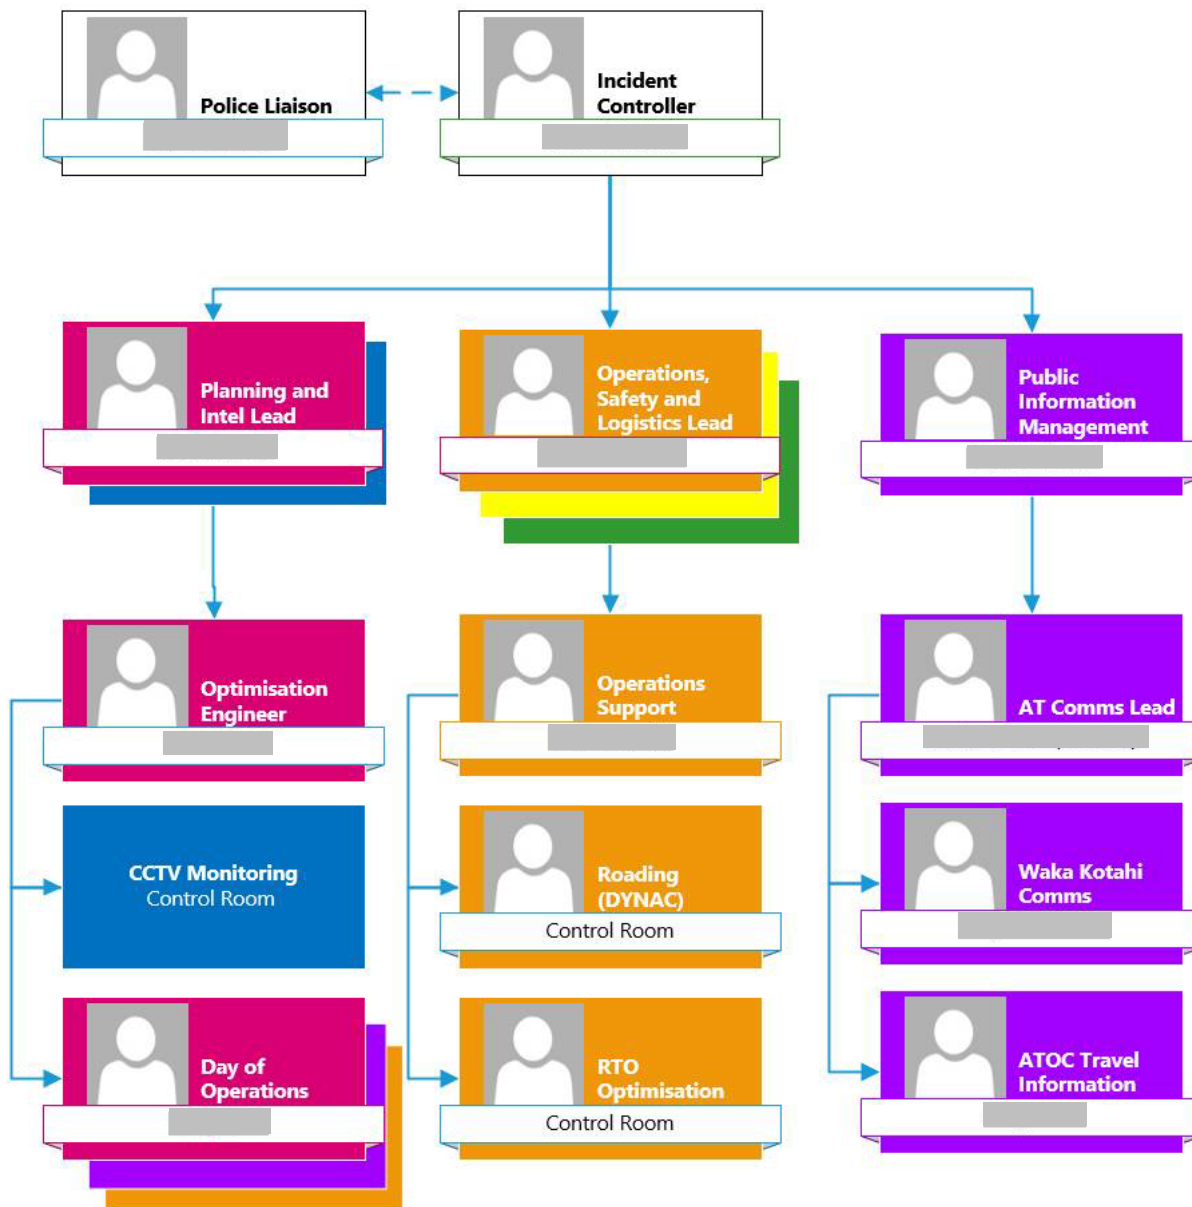 Police Liaison
Incident
Controller
Planning and
Intel Lead
Operations,
Safety and
Logistics Lead
Public
Information
Management
Optimisation
Engineer
Operations
Support
AT Comms Lead
CCTV Monitoring
Control Room
Roading
(DYNAC)
Control Room
Waka Kotahi
Comms
Day of
Operations
RTO
Optimisation
Control Room
ATOC Travel
Information